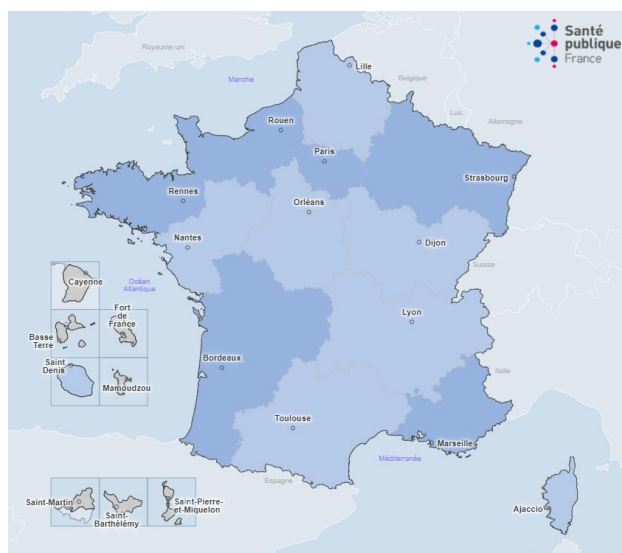 Santé
publique
France
Royaume uni
Lille
Manche
Belgique
Lux.
Allemagne
Rouen
Paris
Strasbourg
Rennes
Orléans
Nantes
Dijon
Suisse
Cayenne
Océan
Atlantique
Fort
de
France
Lyon
Basse
Terre
Saint
Denis
Bordeaux
Mamoudzou
Italie
Toulouse
Marseille
Méditerranée
Espagne
Saint-Martin
Saint-
Barthélémy
Saint-Pierre-
et-Miquelon
Ajaccio